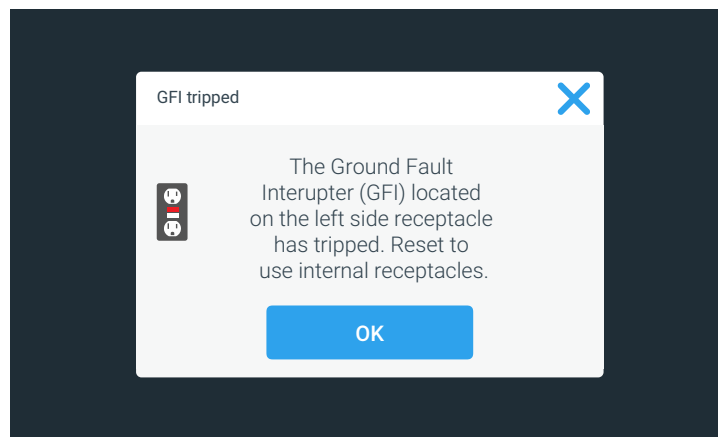 GFI tripped
The Ground Fault
Interupter (GFI) located
on the left side receptacle
has tripped. Reset to
use internal receptacles.
OK